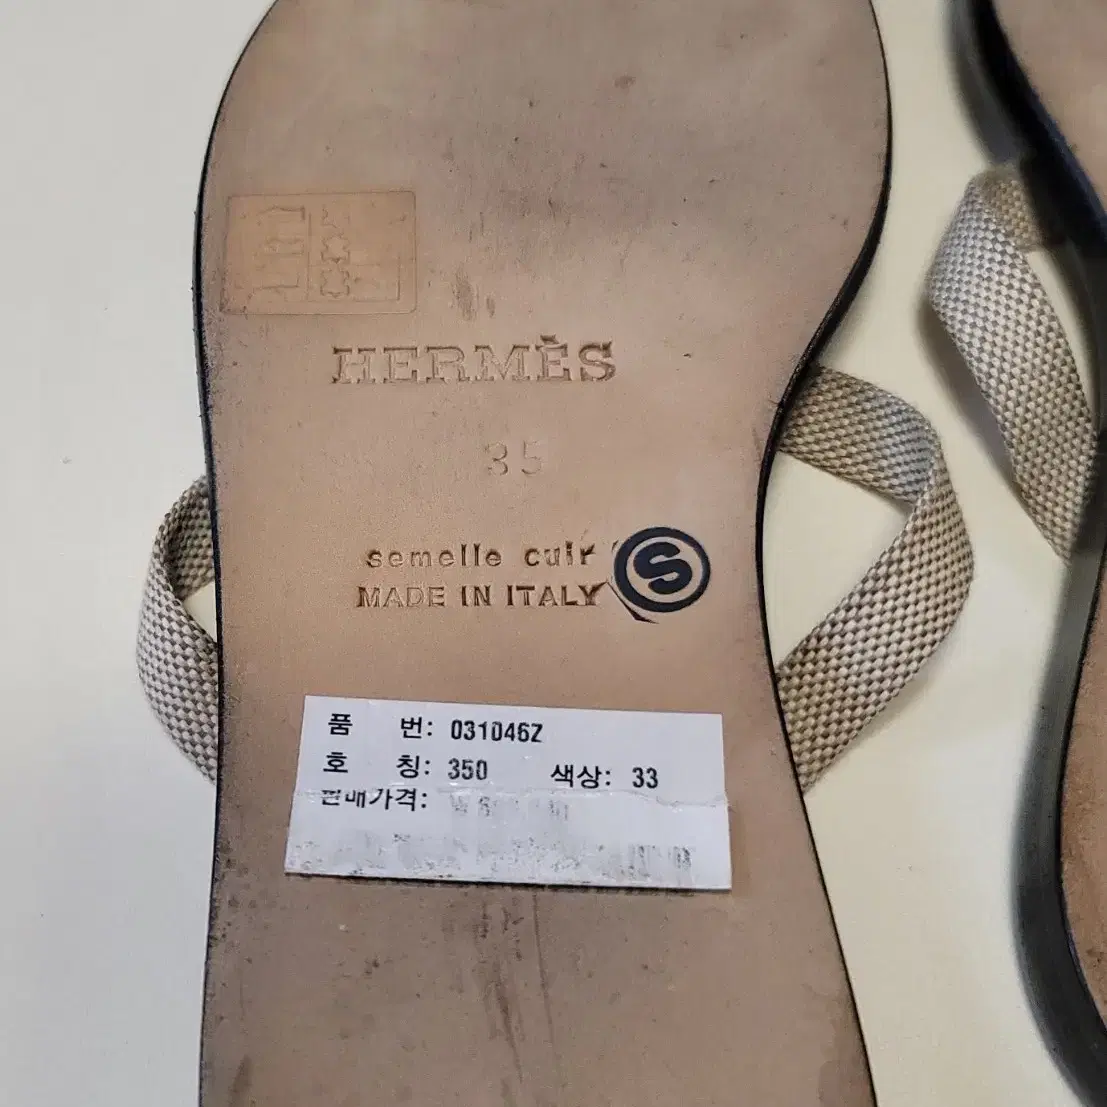 HERMÈS
35
semelle cuir
MADE IN ITALY
S
품 번: 031046Z
호 칭: 350 색상: 33
판매가격: